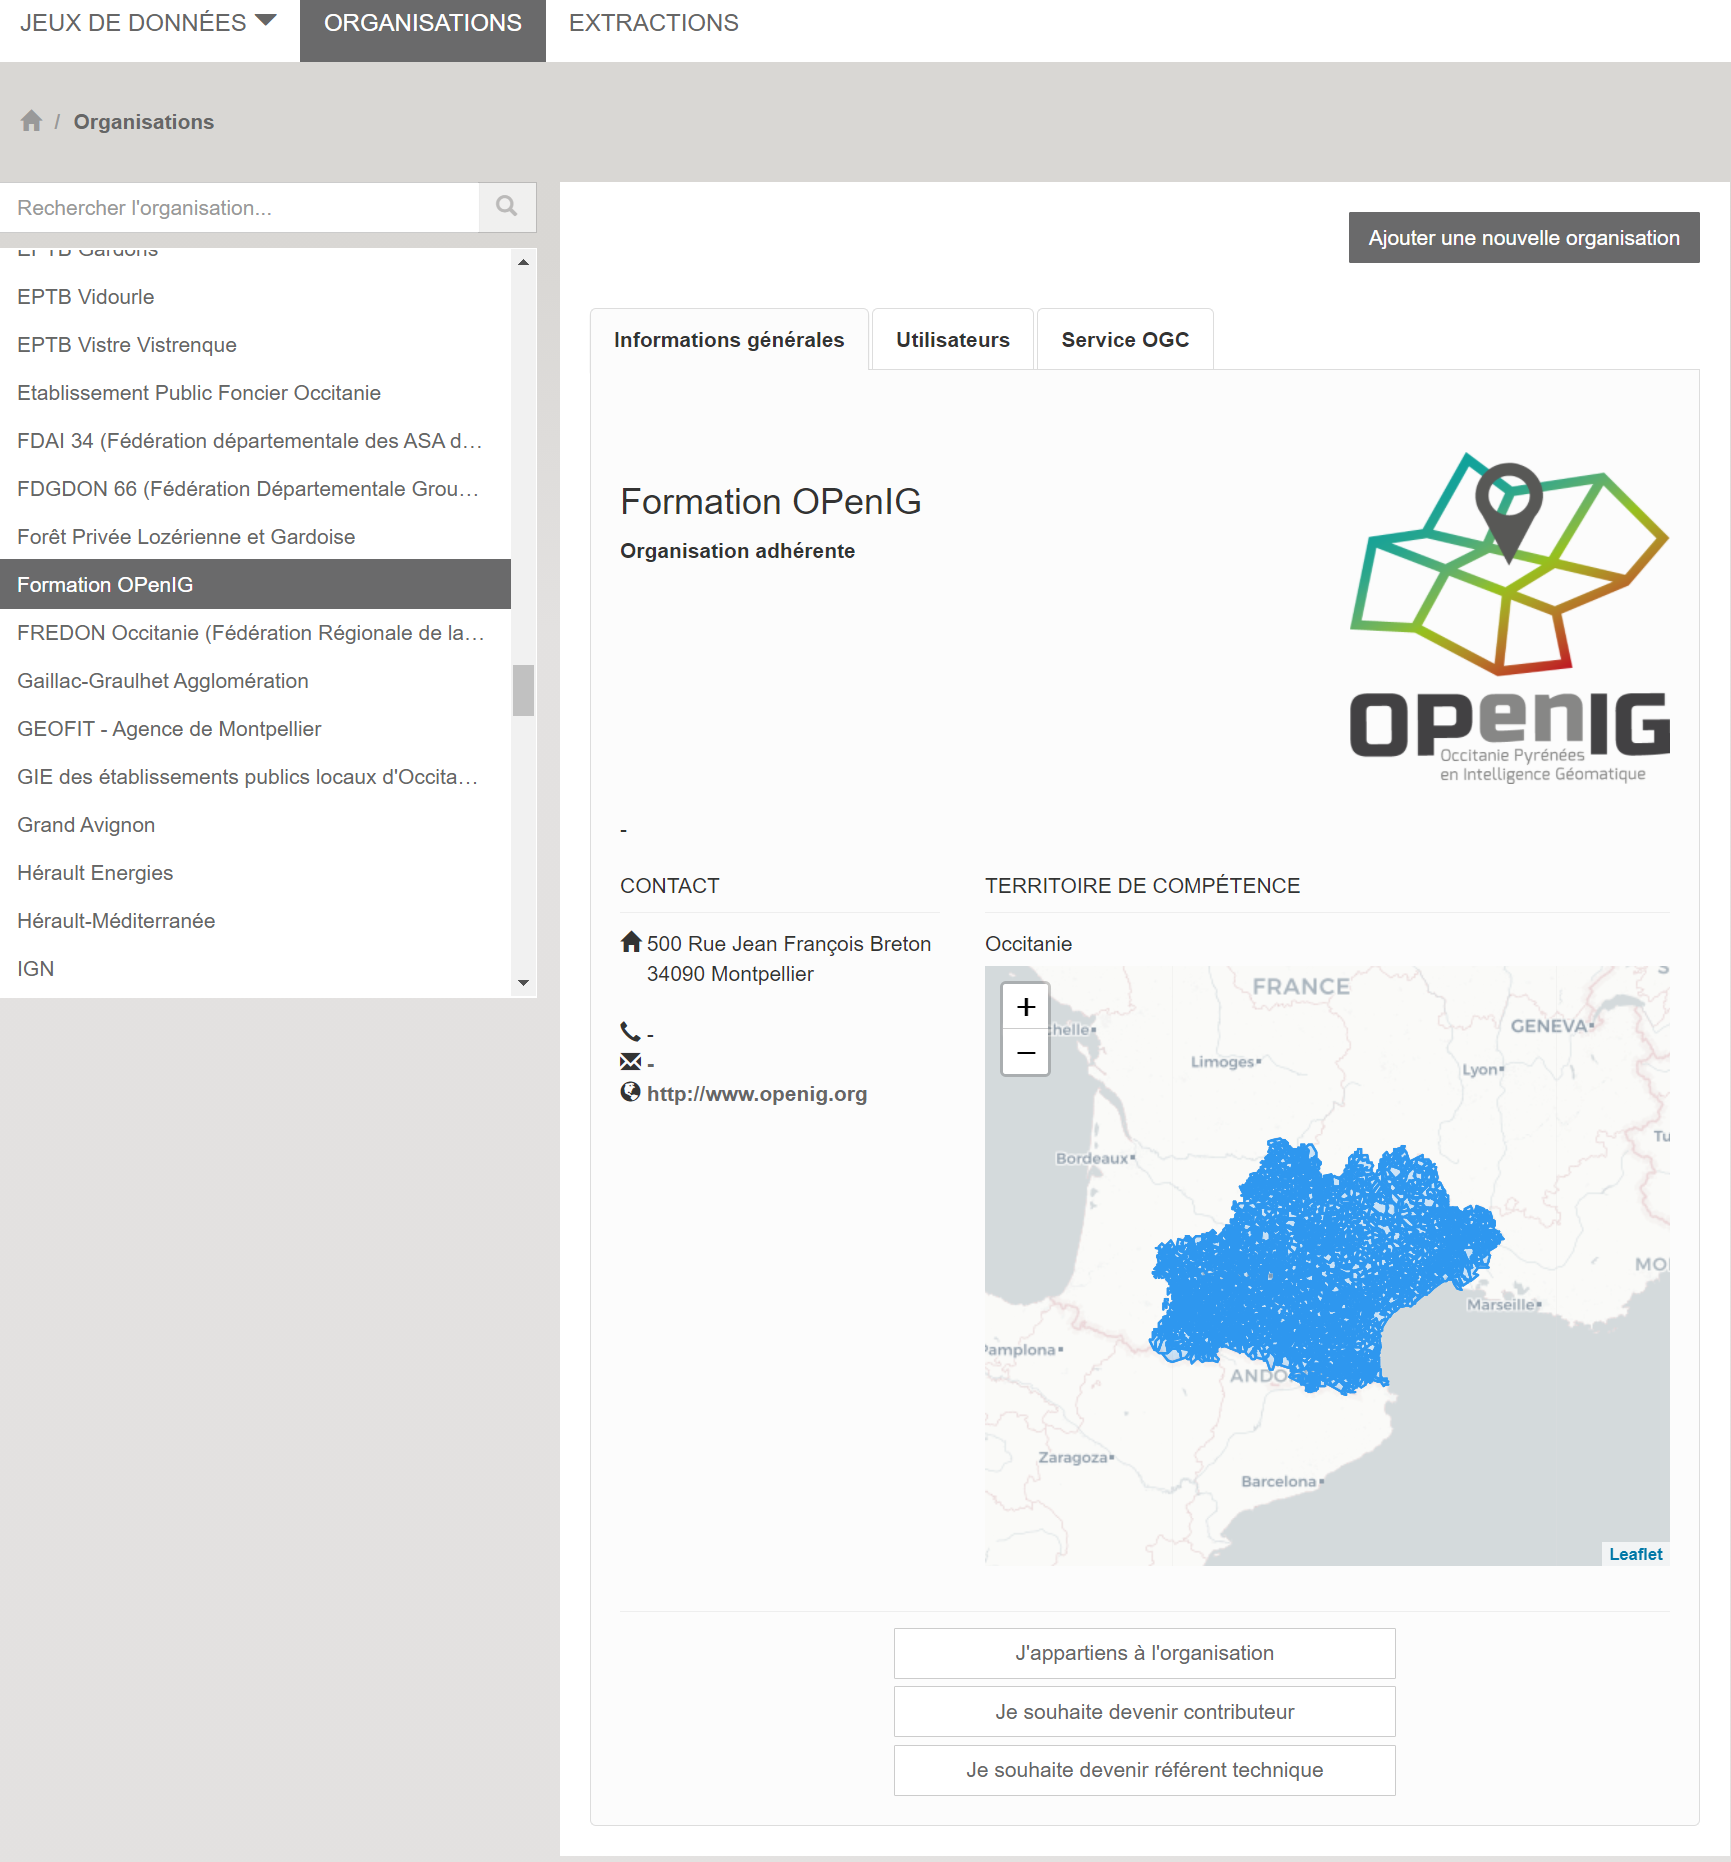 JEUX DE DONNÉES
ORGANISATIONS
EXTRACTIONS
/ Organisations
Rechercher l'organisation...
EPTB Gardons
EPTB Vidourle
EPTB Vistre Vistrenque
Etablissement Public Foncier Occitanie
FDAI 34 (Fédération départementale des ASA d...
FDGDON 66 (Fédération Départementale Grou...
Forêt Privée Lozérienne et Gardoise
Formation OPenIG
FREDON Occitanie (Fédération Régionale de la...
Gaillac-Graulhet Agglomération
GEOFIT - Agence de Montpellier
GIE des établissements publics locaux d'Occita...
Grand Avignon
Hérault Energies
Hérault-Méditerranée
IGN
Ajouter une nouvelle organisation
Informations générales
Utilisateurs
Service OGC
Formation OPenIG
Organisation adhérente
OPenIG
Occitanie Pyrénées
en Intelligence Géomatique
-
CONTACT
500 Rue Jean François Breton
34090 Montpellier
-
-
http://www.openig.org
TERRITOIRE DE COMPÉTENCE
Occitanie
+
−
FRANCE
helle
GENEVA
Limoges
Lyon
Tu
Bordeaux
MO
Marseille
Pamplona
ANDO
Zaragoza
Barcelona
Leaflet
J'appartiens à l'organisation
Je souhaite devenir contributeur
Je souhaite devenir référent technique